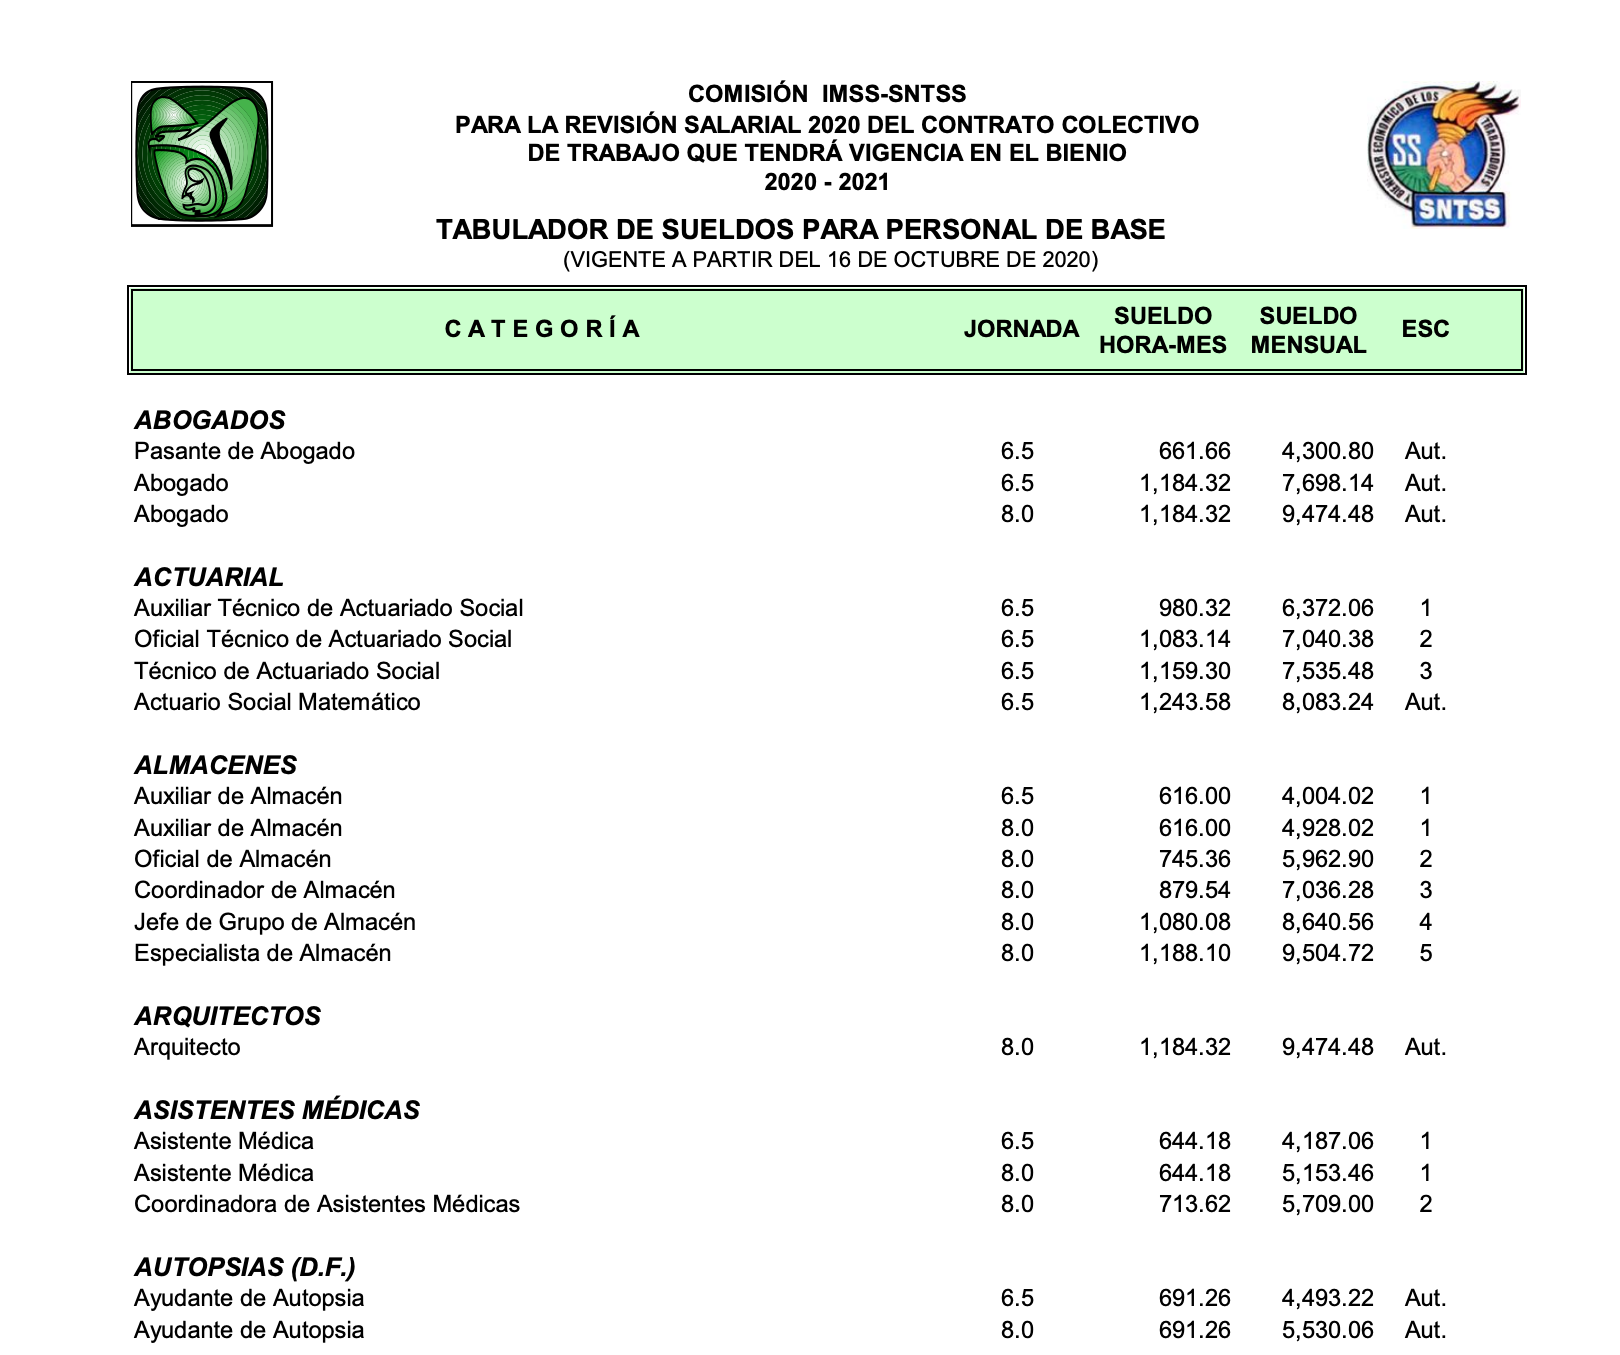 COMISIÓN IMSS-SNTSS
PARA LA REVISIÓN SALARIAL 2020 DEL CONTRATO COLECTIVO
DE TRABAJO QUE TENDRÁ VIGENCIA EN EL BIENIO
2020 - 2021
Y BIENESTAR ECONOMICO DE LOS TRABAJADORES
SS
SNTSS
TABULADOR DE SUELDOS PARA PERSONAL DE BASE
(VIGENTE A PARTIR DEL 16 DE OCTUBRE DE 2020)
CATEGORÍA JORNADA SUELDO HORA-MES SUELDO MENSUAL ESC
ABOGADOS
Pasante de Abogado 6.5 661.66 4,300.80 Aut.
Abogado 6.5 1,184.32 7,698.14 Aut.
Abogado 8.0 1,184.32 9,474.48 Aut.
ACTUARIAL
Auxiliar Técnico de Actuariado Social 6.5 980.32 6,372.06 1
Oficial Técnico de Actuariado Social 6.5 1,083.14 7,040.38 2
Técnico de Actuariado Social 6.5 1,159.30 7,535.48 3
Actuario Social Matemático 6.5 1,243.58 8,083.24 Aut.
ALMACENES
Auxiliar de Almacén 6.5 616.00 4,004.02 1
Auxiliar de Almacén 8.0 616.00 4,928.02 1
Oficial de Almacén 8.0 745.36 5,962.90 2
Coordinador de Almacén 8.0 879.54 7,036.28 3
Jefe de Grupo de Almacén 8.0 1,080.08 8,640.56 4
Especialista de Almacén 8.0 1,188.10 9,504.72 5
ARQUITECTOS
Arquitecto 8.0 1,184.32 9,474.48 Aut.
ASISTENTES MÉDICAS
Asistente Médica 6.5 644.18 4,187.06 1
Asistente Médica 8.0 644.18 5,153.46 1
Coordinadora de Asistentes Médicas 8.0 713.62 5,709.00 2
AUTOPSIAS (D.F.)
Ayudante de Autopsia 6.5 691.26 4,493.22 Aut.
Ayudante de Autopsia 8.0 691.26 5,530.06 Aut.